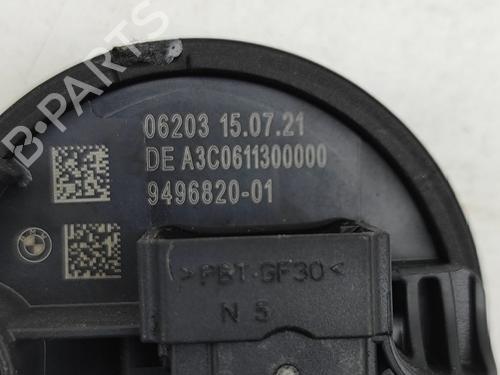 B-PARTS
06203 15.07.21
DE A3C0611300000
9496820-01
>PBT-GF30<
N 5